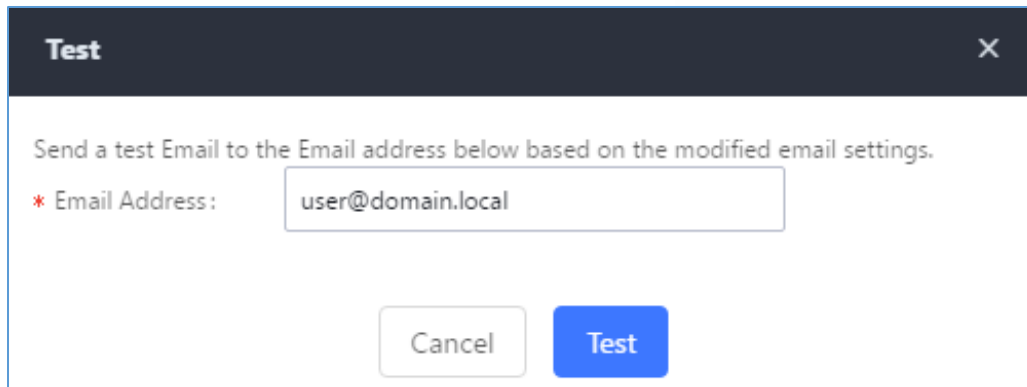 Test ×
Send a test Email to the Email address below based on the modified email settings.
* Email Address: user@domain.local
Cancel Test